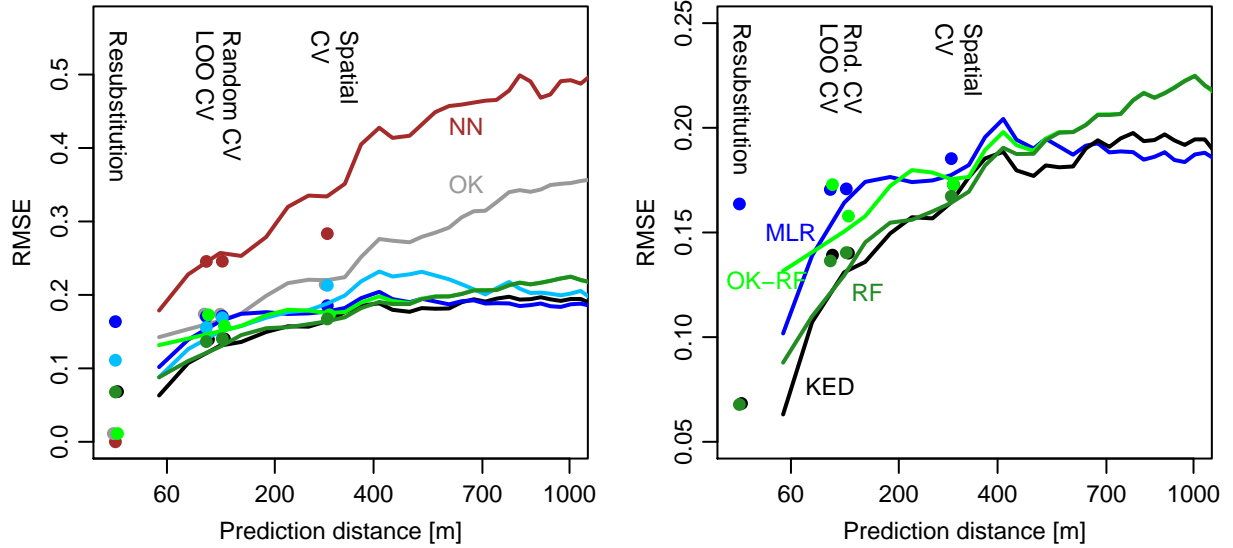 Resubstitution
LOO CV
Random CV
CV
Spatial
NN
OK
RMSE
0.0
0.1
0.2
0.3
0.4
0.5
60
200
400
700
1000
Prediction distance [m]
Resubstitution
LOO CV
Rnd. CV
CV
Spatial
MLR
OK−RF
RF
KED
RMSE
0.05
0.10
0.15
0.20
0.25
60
200
400
700
1000
Prediction distance [m]